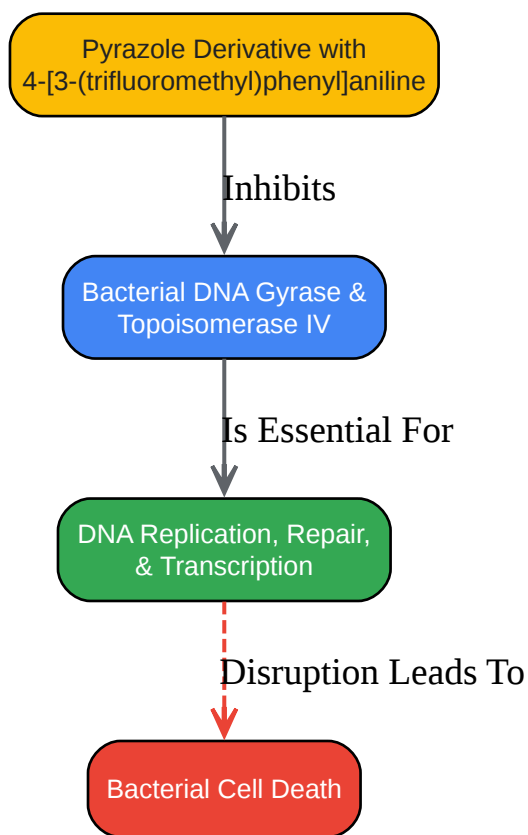 Pyrazole Derivative with
4-[3-(trifluoromethyl)phenyl]aniline
Inhibits
Bacterial DNA Gyrase &
Topoisomerase IV
Is Essential For
DNA Replication, Repair,
& Transcription
Disruption Leads To
Bacterial Cell Death